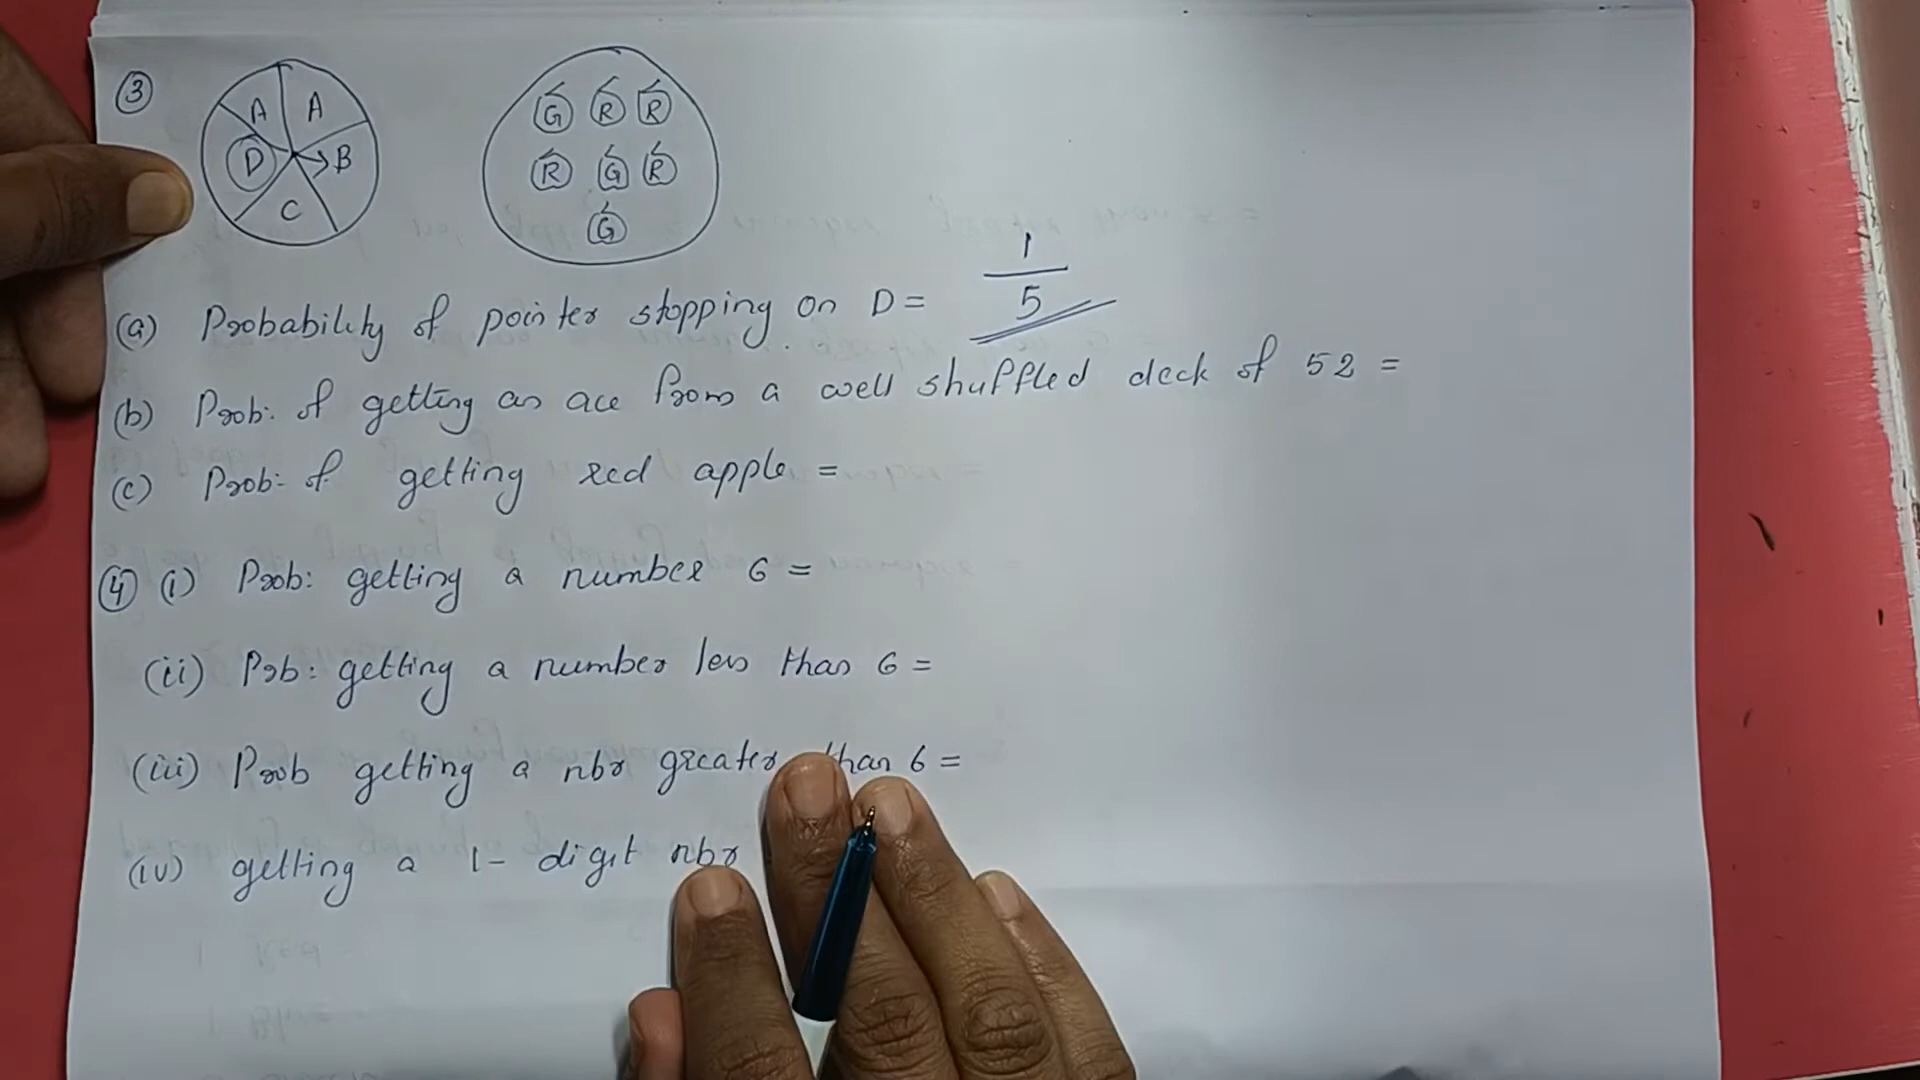 3
A A
D B
C
G R R
R G R
G
(a) Probability of pointer stopping on D = 1/5
(b) Prob: of getting an ace from a well shuffled deck of 52 =
(c) Prob: of getting red apple =
4 (i) Prob: getting a number 6 =
(ii) Prob: getting a number less than 6 =
(iii) Prob getting a nbr greater than 6 =
(iv) getting a 1-digit nbr